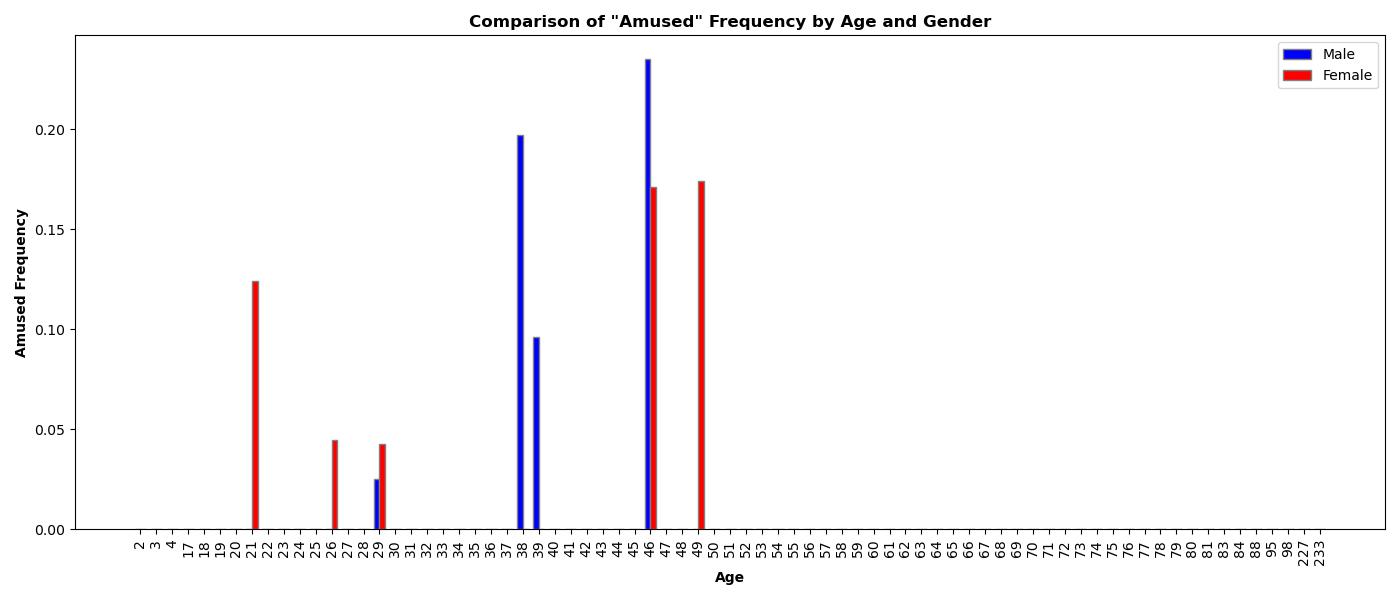 Comparison of "Amused" Frequency by Age and Gender
Male
Female
Amused Frequency
0.20
0.15
0.10
0.05
0.00
2 3 4 17 18 19 20 21 22 23 24 25 26 27 28 29 30 31 32 33 34 35 36 37 38 39 40 41 42 43 44 45 46 47 48 49 50 51 52 53 54 55 56 57 58 59 60 61 62 63 64 65 66 67 68 69 70 71 72 73 74 75 76 77 78 79 80 81 83 84 88 95 98 227 233
Age